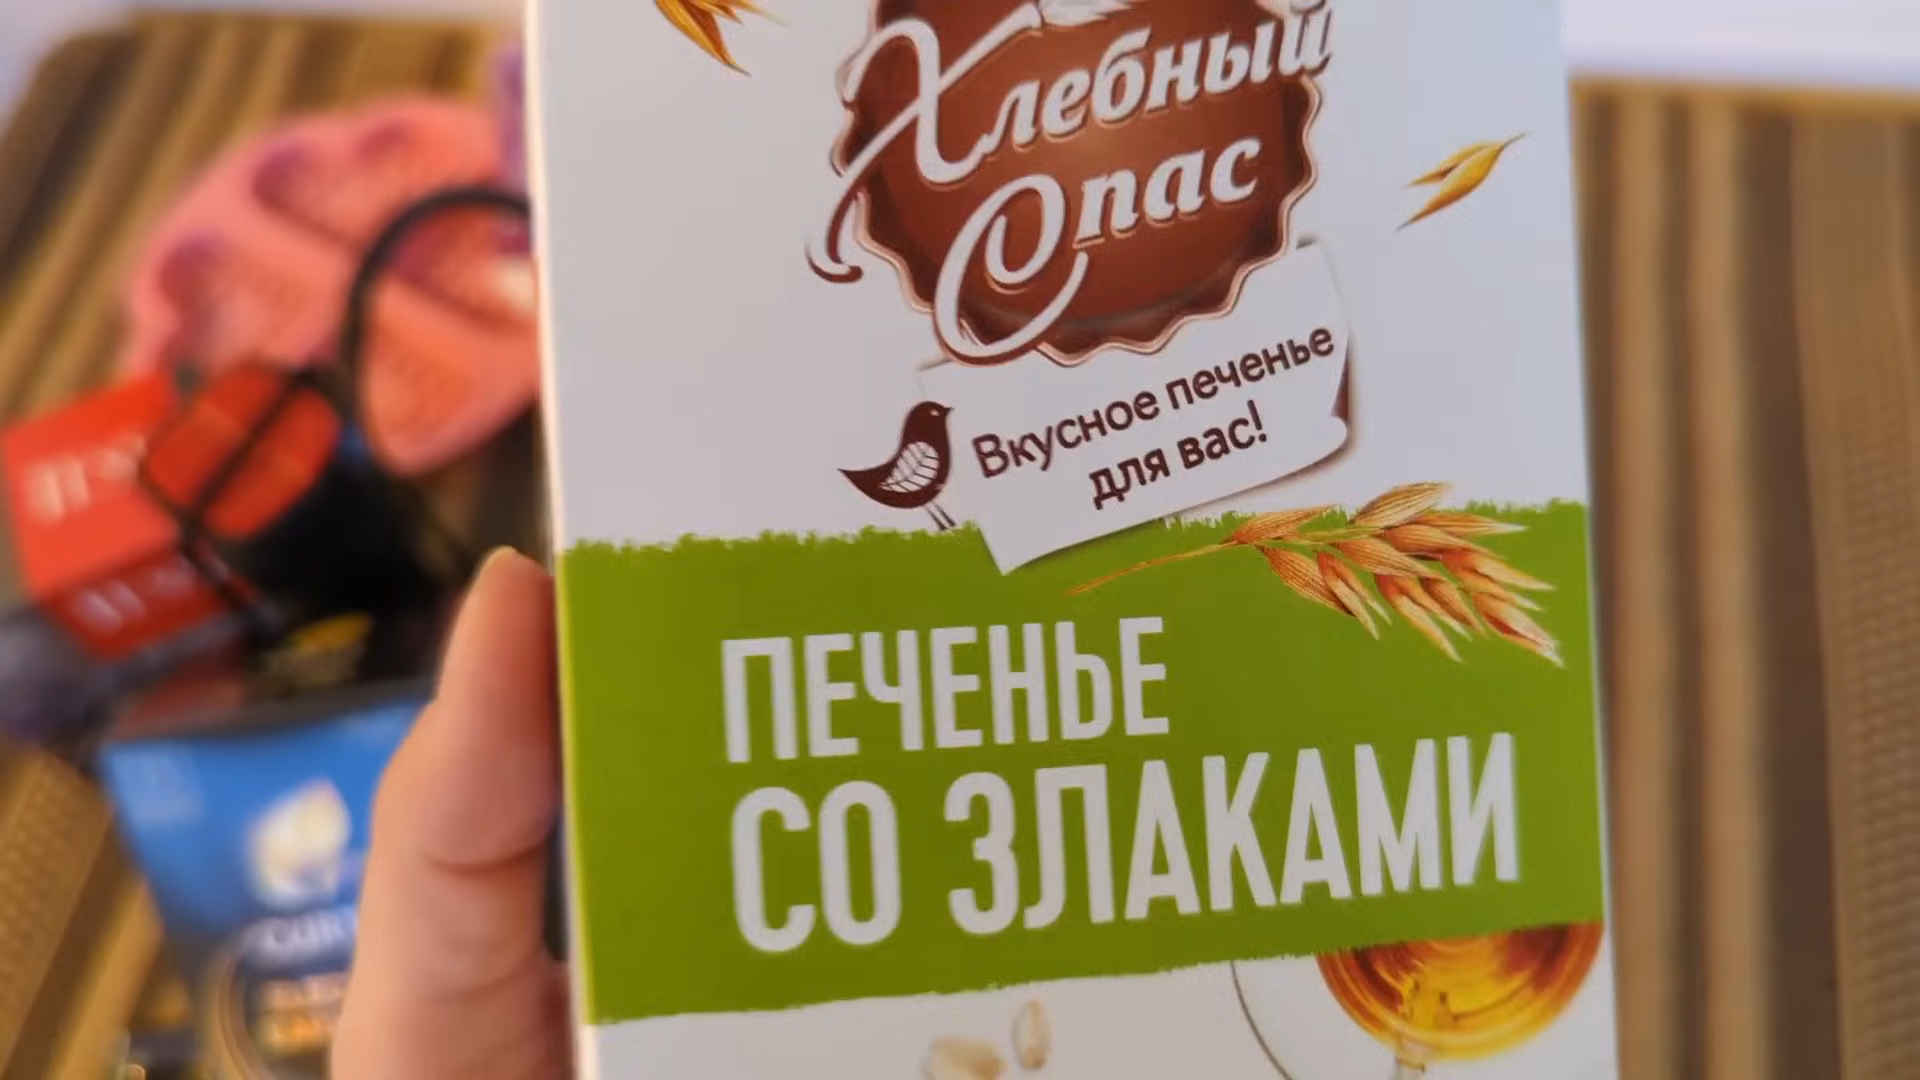 Хлебный
Спас
Вкусное печенье
для вас!
ПЕЧЕНЬЕ
СО ЗЛАКАМИ